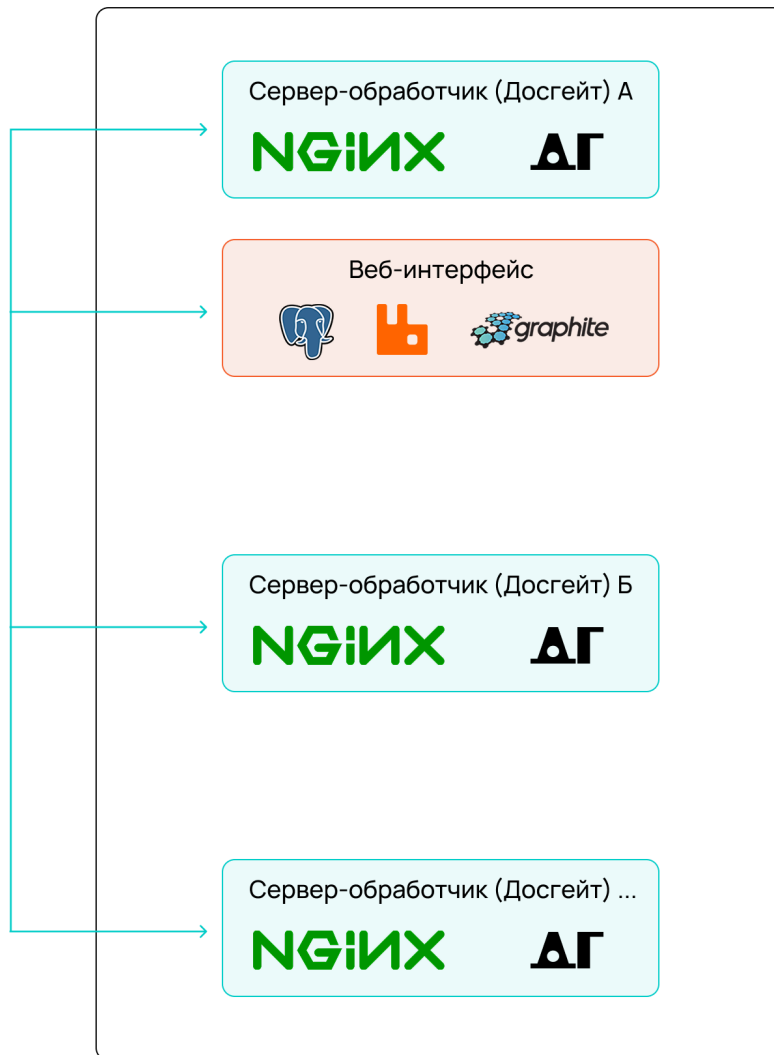 Сервер-обработчик (Досгейт) А
NGiNX ДГ
Веб-интерфейс
graphite
Сервер-обработчик (Досгейт) Б
NGiNX ДГ
Сервер-обработчик (Досгейт) ...
NGiNX ДГ